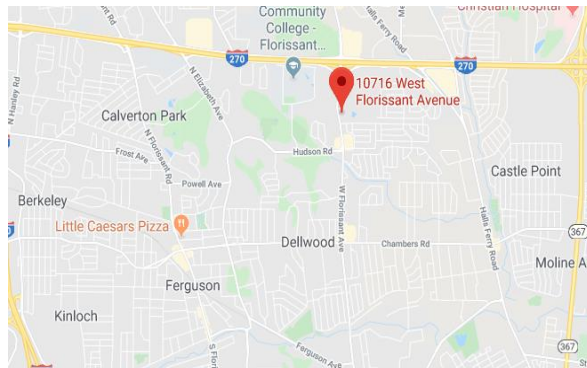 Community
College -
Florissant...
Halls Ferry Road
Christian Hospital
270
270
10716 West
Florissant Avenue
N Hanley Rd
N Elizabeth Ave
Calverton Park
N Florissant Rd
Frost Ave
Hudson Rd
Powell Ave
Castle Point
Berkeley
W Florissant Ave
Halls Ferry Road
Little Caesars Pizza
Dellwood
Chambers Rd
367
Moline A
Ferguson
Kinloch
S Flor
Ferguson Ave
367